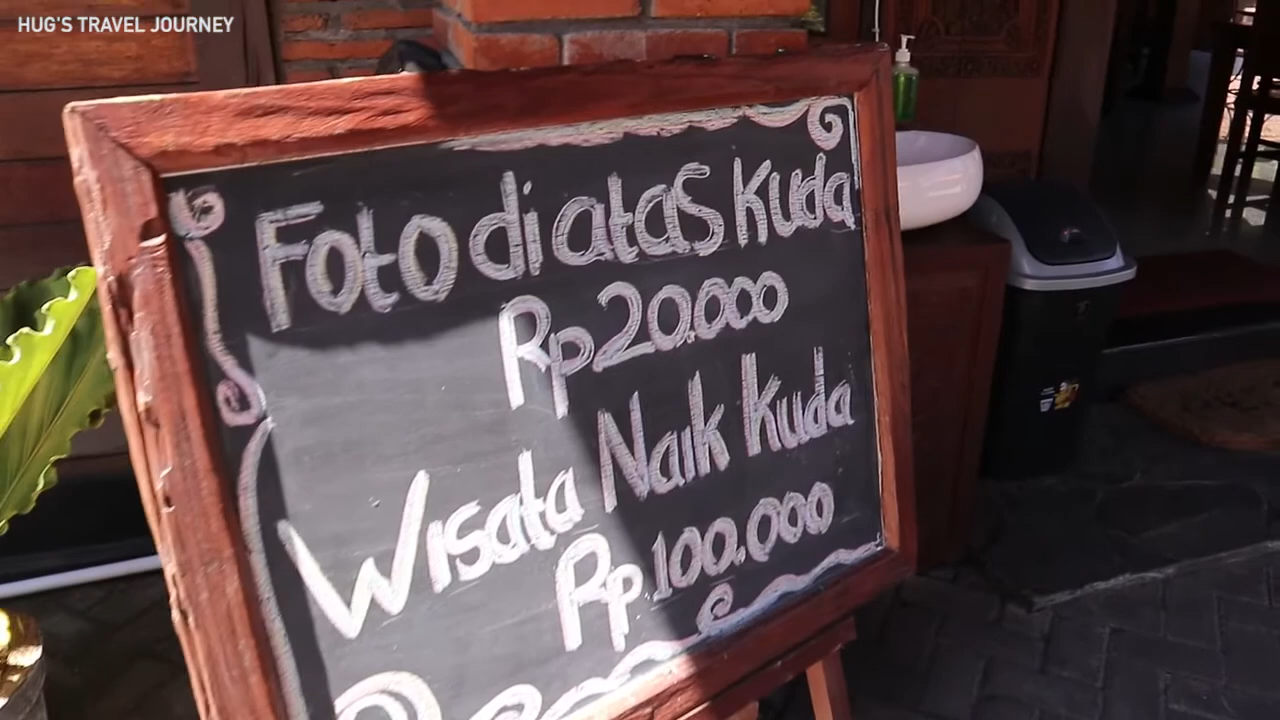 HUG'S TRAVEL JOURNEY
Foto di atas Kuda
Rp 20.000
Wisata Naik Kuda
Rp. 100.000